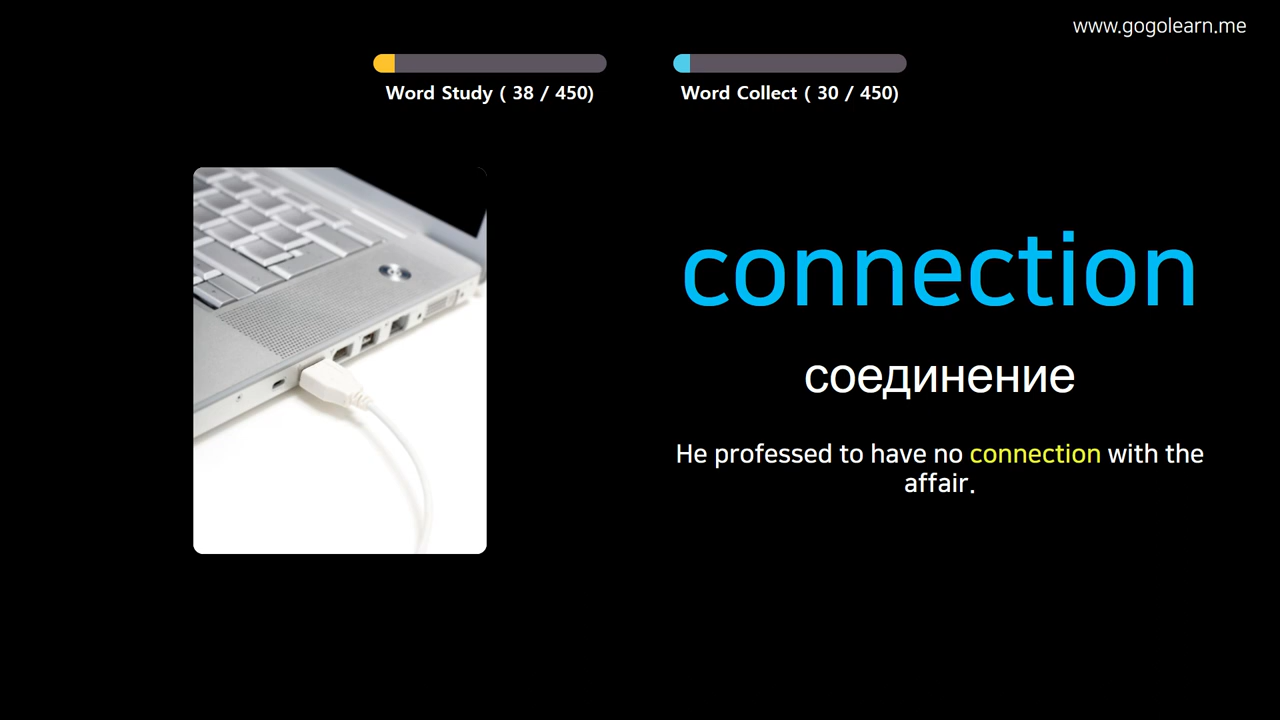 www.gogolearn.me
Word Study ( 38 / 450)
Word Collect ( 30 / 450)
connection
соединение
He professed to have no connection with the
affair.